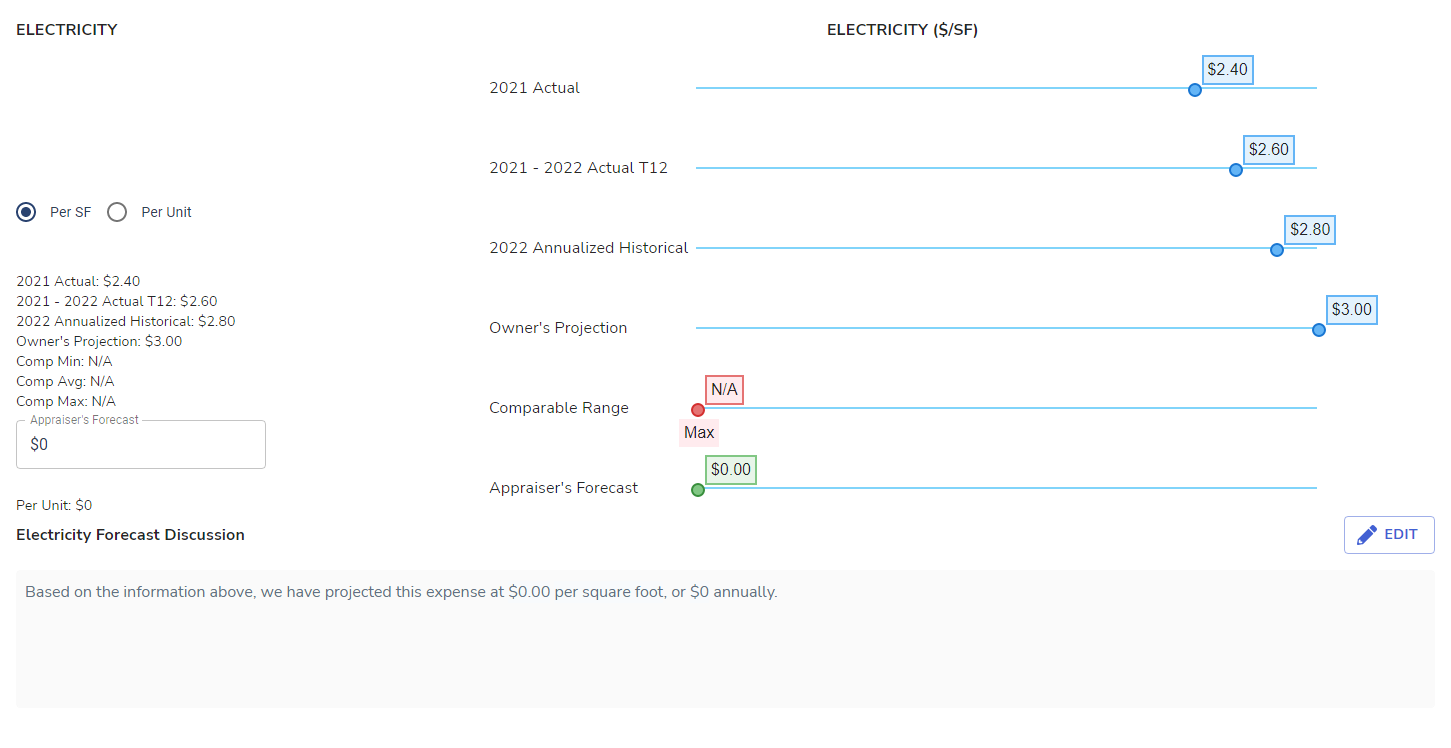 ELECTRICITY
Per SF
Per Unit
2021 Actual: $2.40
2021 - 2022 Actual T12: $2.60
2022 Annualized Historical: $2.80
Owner's Projection: $3.00
Comp Min: N/A
Comp Avg: N/A
Comp Max: N/A
Appraiser's Forecast
$0
Per Unit: $0
ELECTRICITY ($/SF)
2021 Actual
$2.40
2021 - 2022 Actual T12
$2.60
2022 Annualized Historical
$2.80
Owner's Projection
$3.00
Comparable Range
N/A
Max
Appraiser's Forecast
$0.00
Electricity Forecast Discussion
EDIT
Based on the information above, we have projected this expense at $0.00 per square foot, or $0 annually.